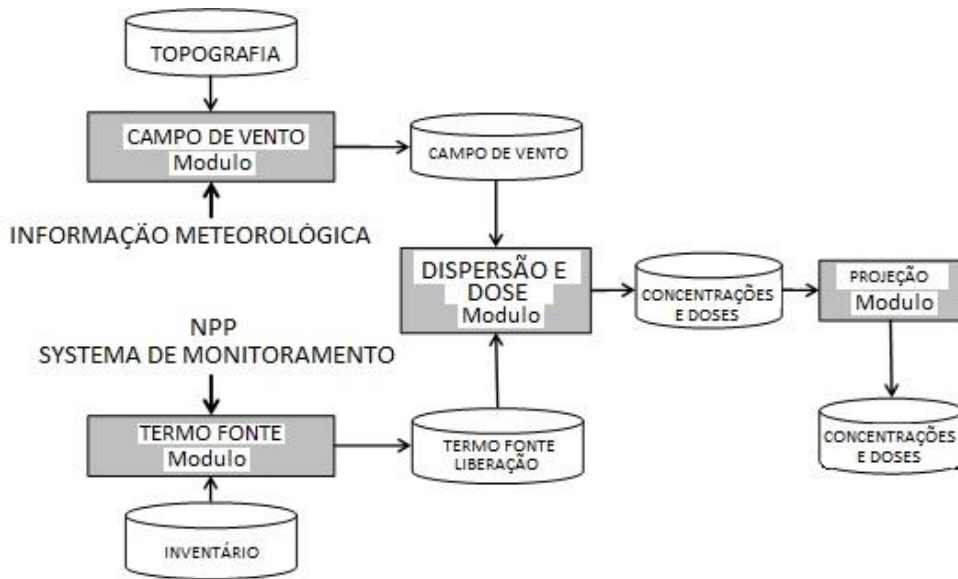 TOPOGRAFIA
CAMPO DE VENTO
Modulo
CAMPO DE VENTO
INFORMAÇÃO METEOROLÓGICA
DISPERSÃO E
DOSE
Modulo
CONCENTRAÇÕES
E DOSES
PROJEÇÃO
Modulo
NPP
SYSTEMA DE MONITORAMENTO
TERMO FONTE
Modulo
TERMO FONTE
LIBERAÇÃO
CONCENTRAÇÕES
E DOSES
INVENTÁRIO